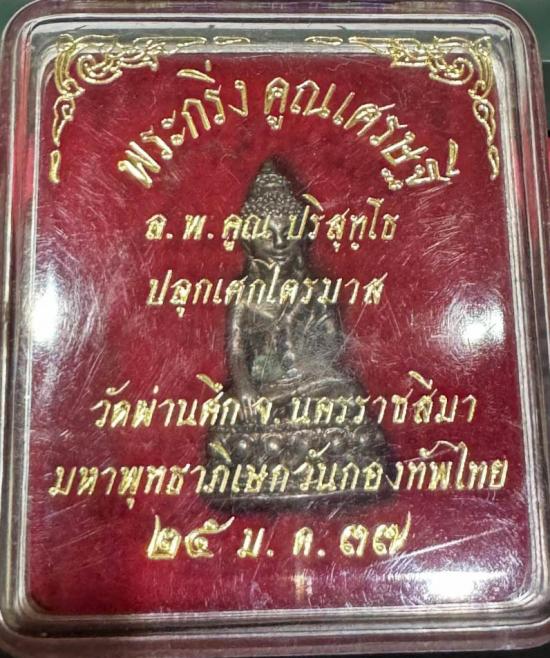 พระกริ่ง คูณเศรษฐี
ล.พ.คูณ ปริสุทฺโธ
ปลุกเศกไตรมาส
วัดผ่านศึก จ.นครราชสีมา
มหาพุทธาภิเษกวันกองทัพไทย
๒๕ ม. ค. ๓๗